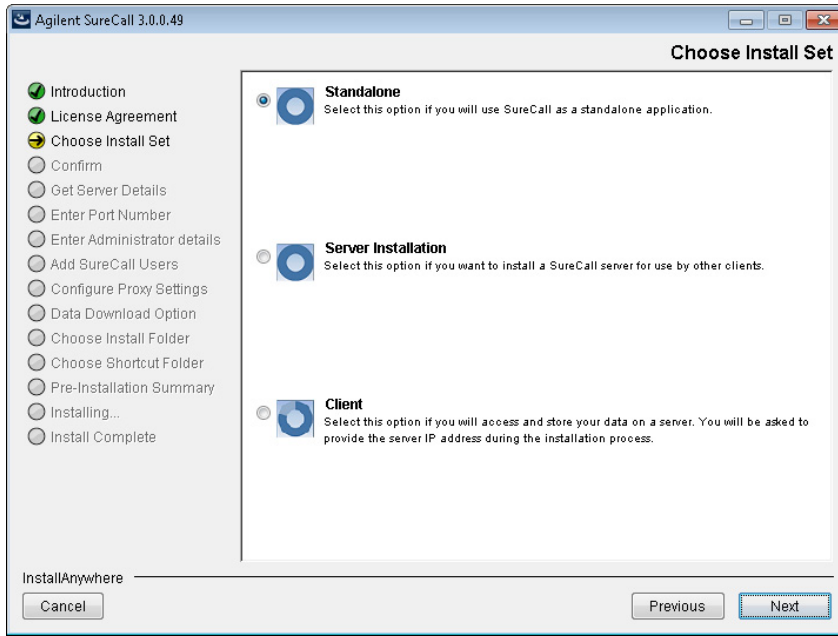 Agilent SureCall 3.0.0.49
Choose Install Set
Introduction
License Agreement
Choose Install Set
Confirm
Get Server Details
Enter Port Number
Enter Administrator details
Add SureCall Users
Configure Proxy Settings
Data Download Option
Choose Install Folder
Choose Shortcut Folder
Pre-Installation Summary
Installing...
Install Complete
Standalone
Select this option if you will use SureCall as a standalone application.
Server Installation
Select this option if you want to install a SureCall server for use by other clients.
Client
Select this option if you will access and store your data on a server. You will be asked to
provide the server IP address during the installation process.
InstallAnywhere
Cancel
Previous
Next